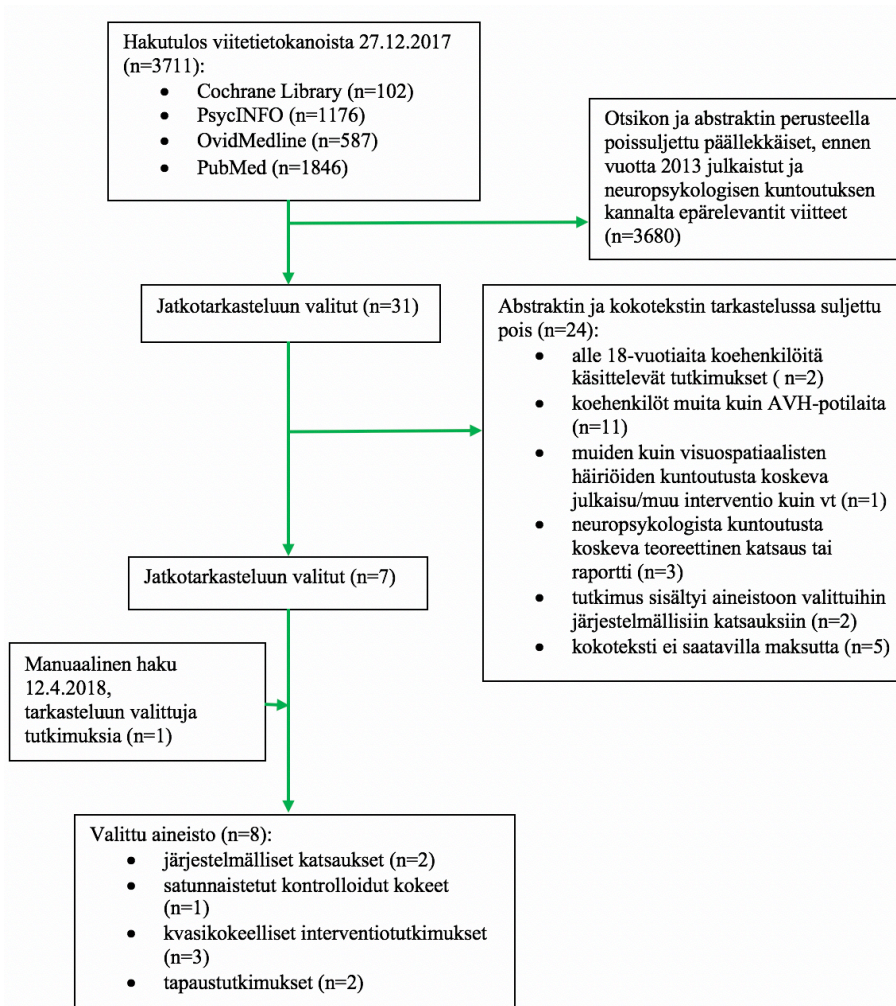 Hakutulos viitetietokanoista 27.12.2017
(n=3711):
• Cochrane Library (n=102)
• PsycINFO (n=1176)
• OvidMedline (n=587)
• PubMed (n=1846)
Otsikon ja abstraktin perusteella
poissuljettu päällekkäiset, ennen
vuotta 2013 julkaistut ja
neuropsykologisen kuntoutuksen
kannalta epärelevantit viitteet
(n=3680)
Jatkotarkasteluun valitut (n=31)
Abstraktin ja kokotekstin tarkastelussa suljettu
pois (n=24):
• alle 18-vuotiaita koehenkilöitä
käsittelevät tutkimukset ( n=2)
• koehenkilöt muita kuin AVH-potilaita
(n=11)
• muiden kuin visuospatiaalisten
häiriöiden kuntoutusta koskeva
julkaisu/muu interventio kuin vt (n=1)
• neuropsykologista kuntoutusta
koskeva teoreettinen katsaus tai
raportti (n=3)
• tutkimus sisältyi aineistoon valittuihin
järjestelmällisiin katsauksiin (n=2)
• kokoteksti ei saatavilla maksutta (n=5)
Jatkotarkasteluun valitut (n=7)
Manuaalinen haku
12.4.2018,
tarkasteluun valittuja
tutkimuksia (n=1)
Valittu aineisto (n=8):
• järjestelmälliset katsaukset (n=2)
• satunnaistetut kontrolloidut kokeet
(n=1)
• kvasikokeelliset interventiotutkimukset
(n=3)
• tapaustutkimukset (n=2)